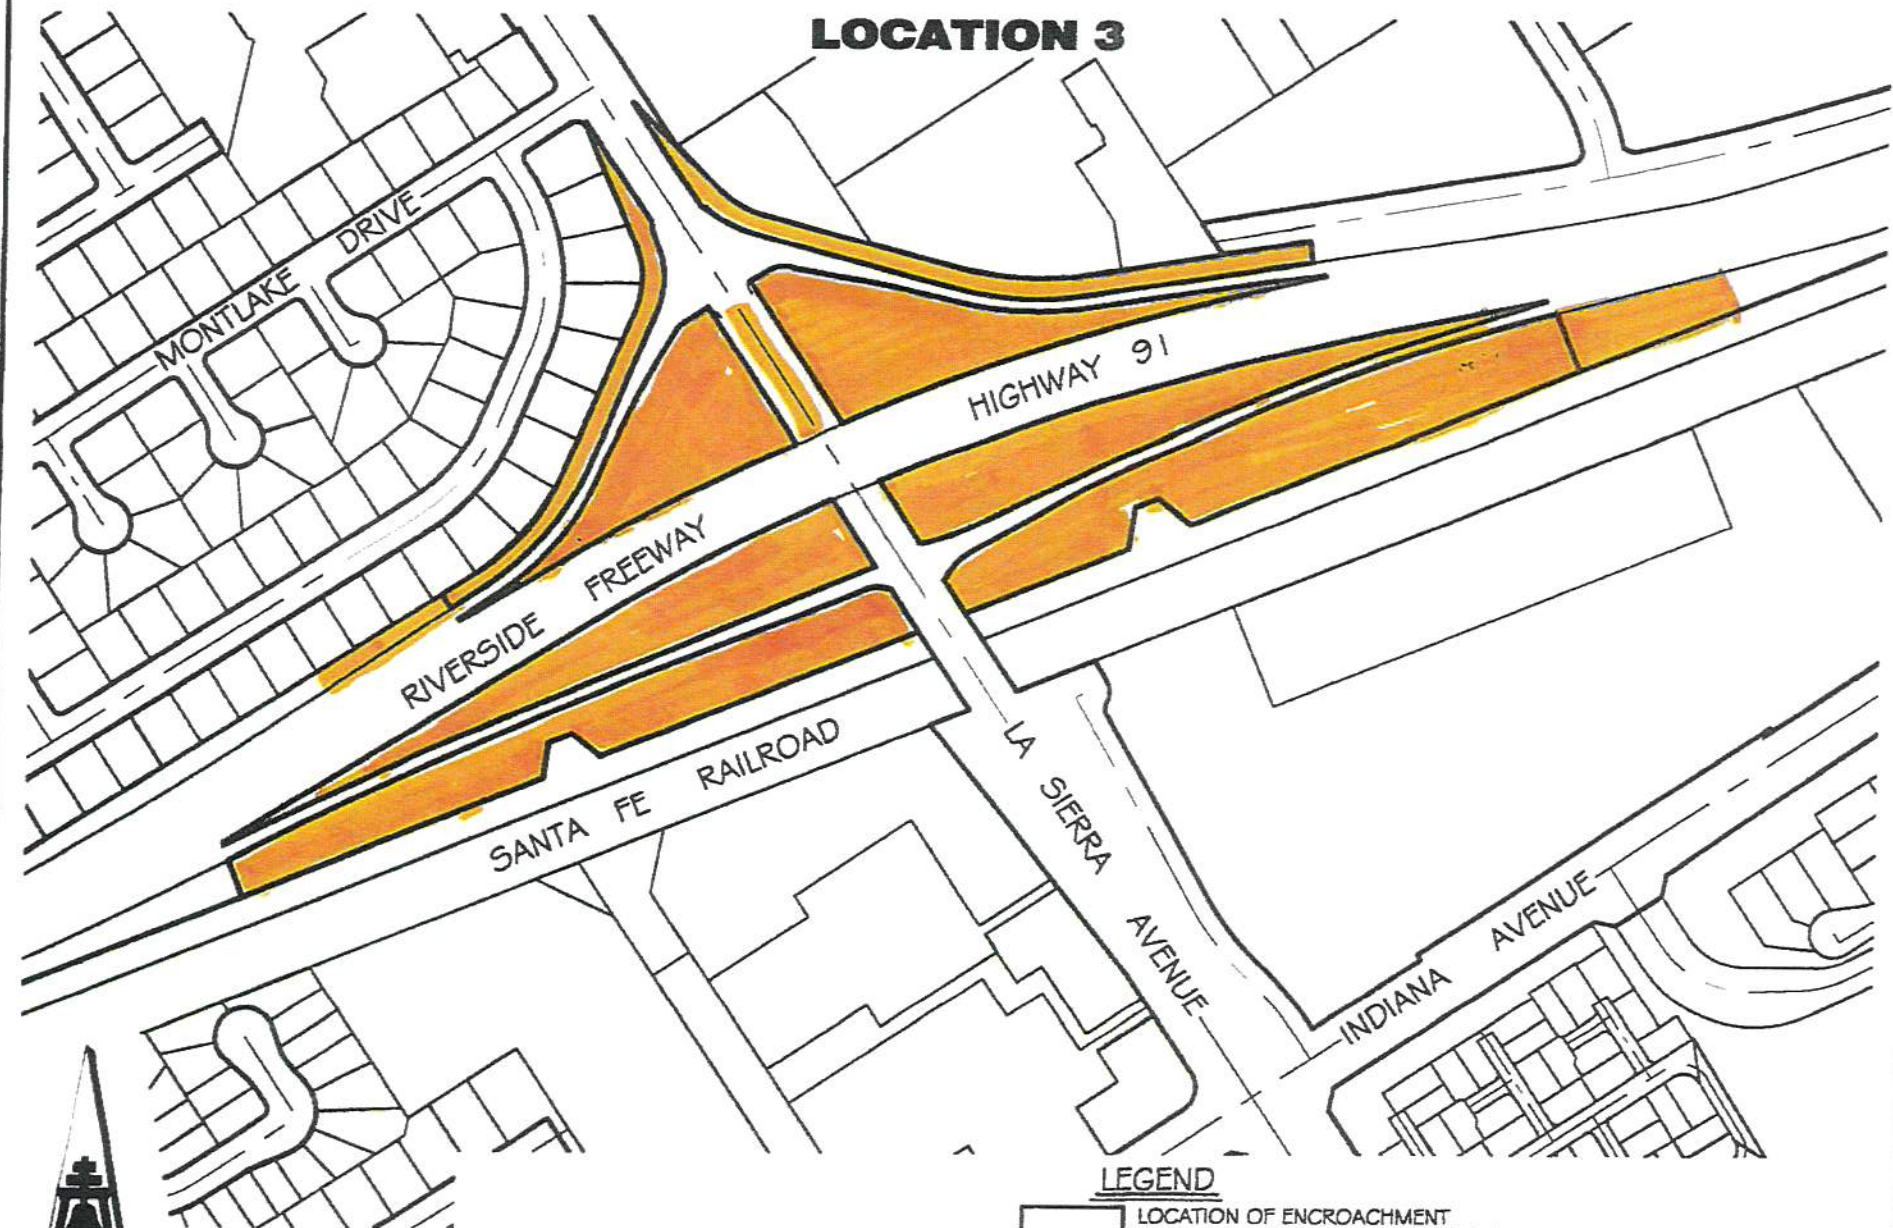 LOCATION 3
MONTLAKE DRIVE
HIGHWAY 91
RIVERSIDE FREEWAY
SANTA FE RAILROAD
LA SIERRA AVENUE
INDIANA AVENUE
LEGEND
LOCATION OF ENCROACHMENT